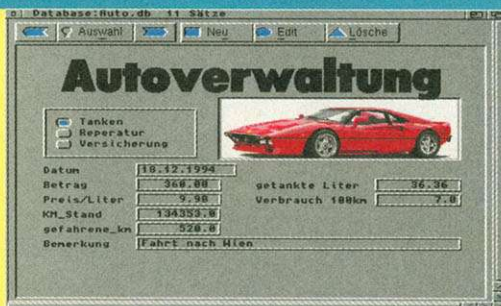 Database:Auto.db 11 Sätze
Auswahl Neu Edit Lösche
Autoverwaltung
Tanken
Reperatur
Versicherung
Datum 18.12.1994
Betrag 360.00 getankte Liter 36.36
Preis/Liter 9.90 Verbrauch 100km 7.0
KM_Stand 134353.0
gefahrene_km 520.0
Bemerkung Fahrt nach Wien